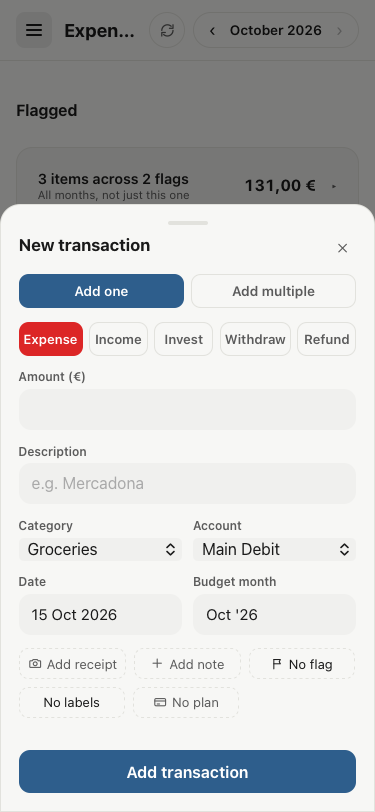 Expen...
October 2026
Flagged
3 items across 2 flags
All months, not just this one
131,00 €
New transaction
Add one
Add multiple
Expense
Income
Invest
Withdraw
Refund
Amount (€)
Description
e.g. Mercadona
Category
Account
Groceries
Main Debit
Date
Budget month
15 Oct 2026
Oct '26
Add receipt
Add note
No flag
No labels
No plan
Add transaction